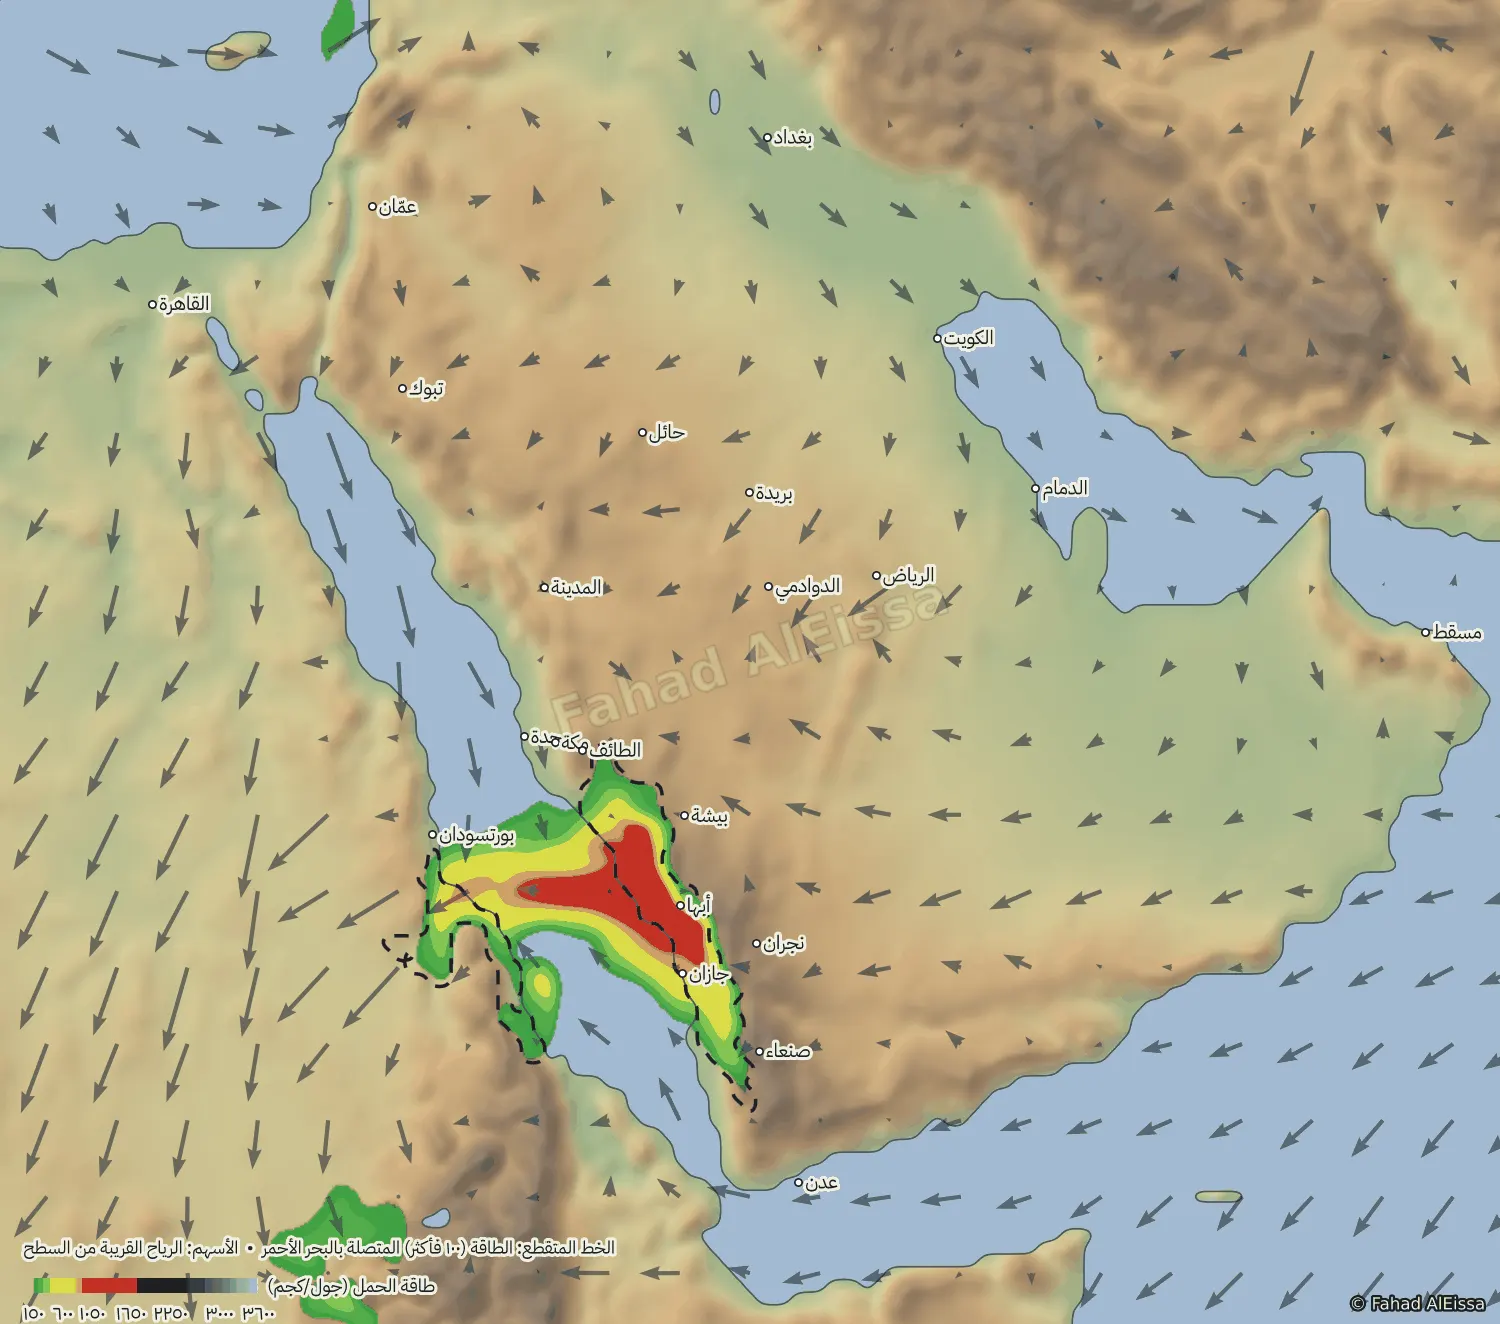 بغداد
عمّان
القاهرة
الكويت
تبوك
حائل
الدمام
بريدة
الرياض
الدوادمي
المدينة
مسقط
Fahad AlEissa
جدة
مكة
الطائف
بيشة
بورتسودان
أبها
نجران
جازان
صنعاء
عدن
الخط المتقطع: الطاقة (١٠٠ فأكثر) المتصلة بالبحر الأحمر • الأسهم: الرياح القريبة من السطح
طاقة الحمل (جول/كجم)
١٥٠ ٦٠٠ ١٠٥٠ ١٦٥٠ ٢٢٥٠ ٣٠٠٠ ٣٦٠٠
© Fahad AlEissa